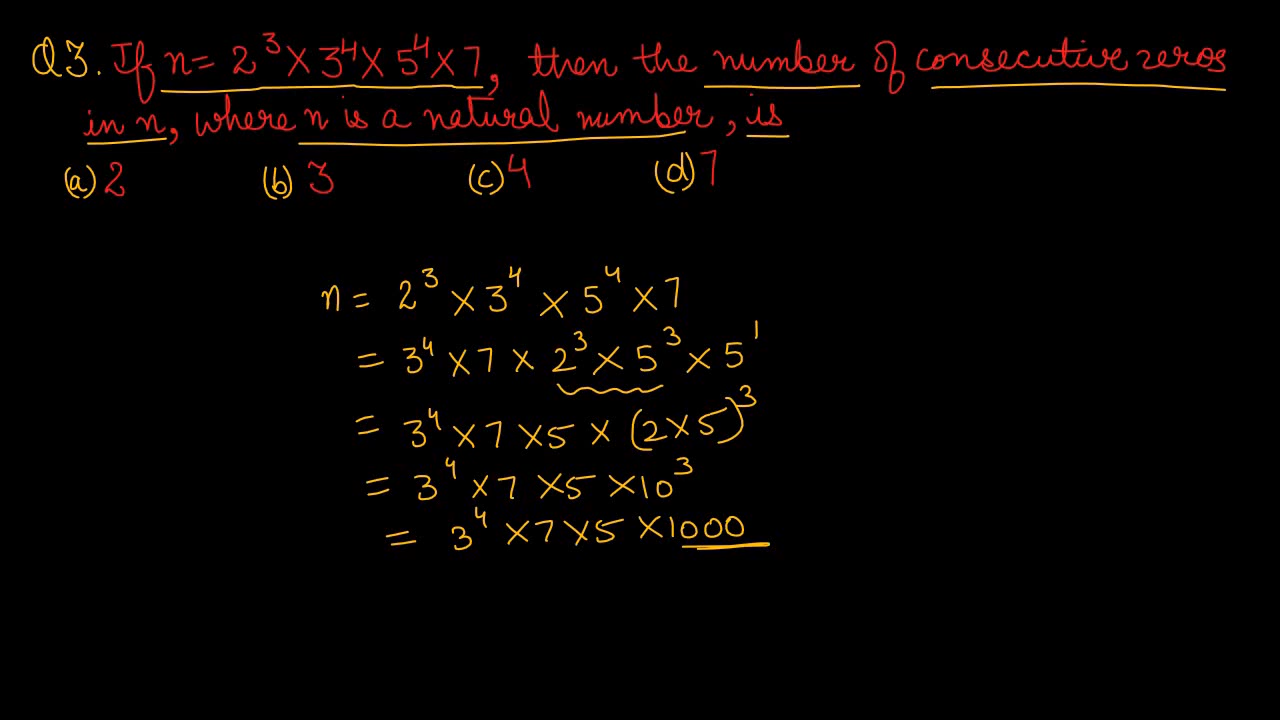 Q3. If n = 2³ × 3⁴ × 5⁴ × 7, then the number of consecutive zeros
in n, where n is a natural number, is
(a) 2 (b) 3 (c) 4 (d) 7
n = 2³ × 3⁴ × 5⁴ × 7
= 3⁴ × 7 × 2³ × 5³ × 5¹
= 3⁴ × 7 × 5 × (2 × 5)³
= 3⁴ × 7 × 5 × 10³
= 3⁴ × 7 × 5 × 1000